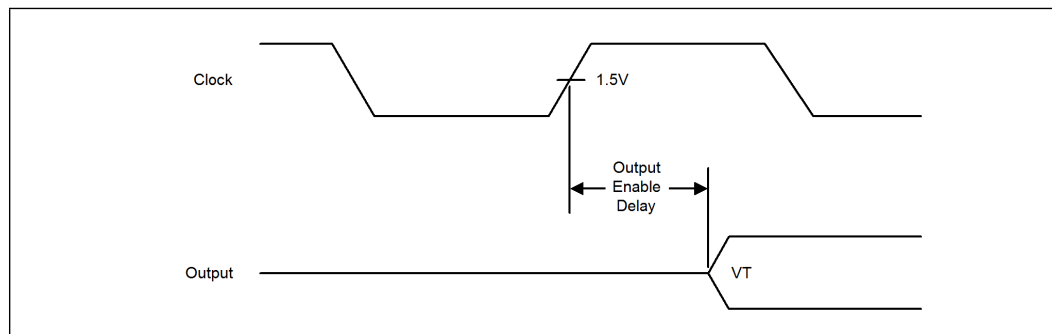 Clock
1.5V
Output
Enable
Delay
Output
VT